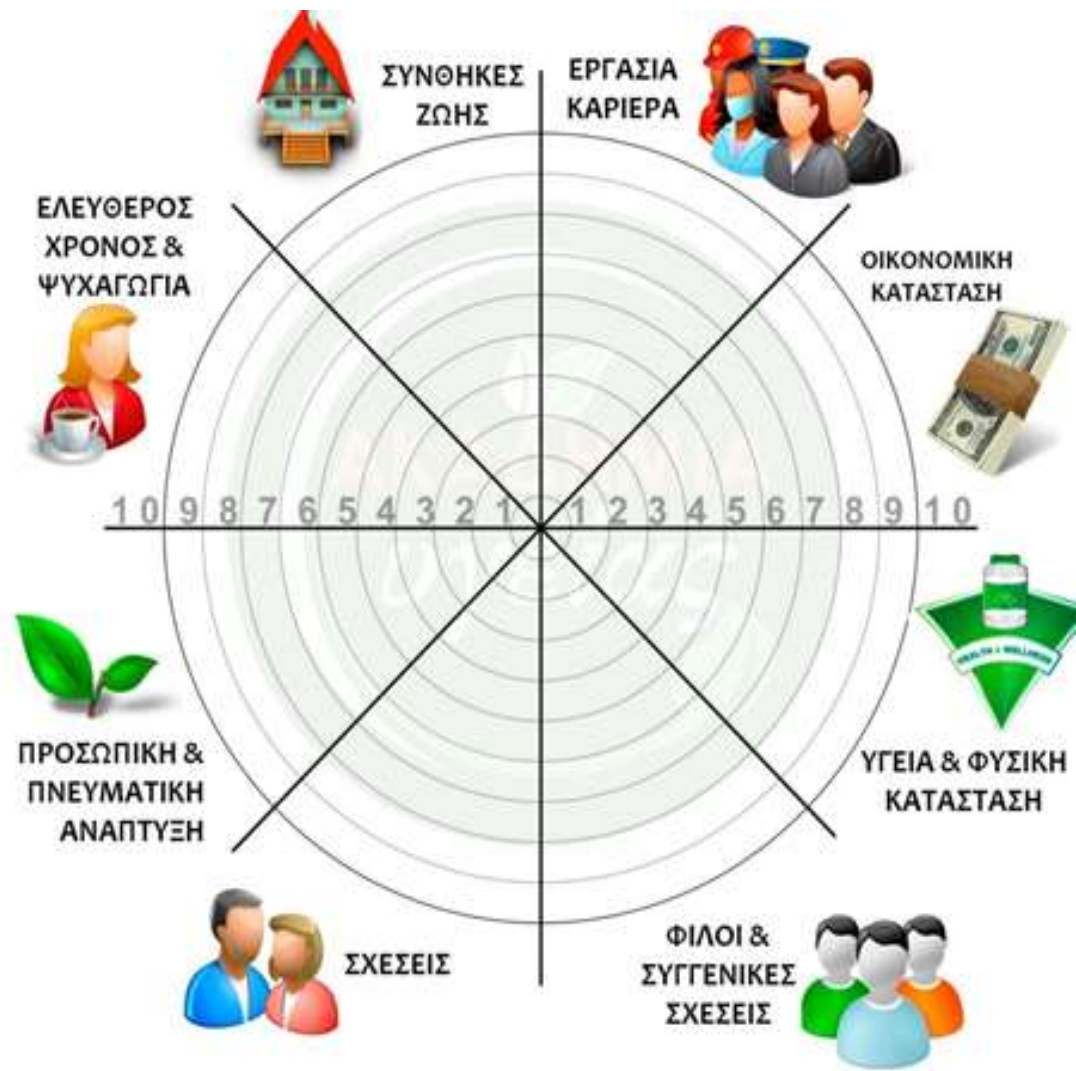 ΣΥΝΘΗΚΕΣ
ΖΩΗΣ
ΕΡΓΑΣΙΑ
ΚΑΡΙΕΡΑ
ΕΛΕΥΘΕΡΟΣ
ΧΡΟΝΟΣ &
ΨΥΧΑΓΩΓΙΑ
ΟΙΚΟΝΟΜΙΚΗ
ΚΑΤΑΣΤΑΣΗ
10 9 8 7 6 5 4 3 2 1 1 2 3 4 5 6 7 8 9 10
HEALTH & WELLNESS
ΠΡΟΣΩΠΙΚΗ &
ΠΝΕΥΜΑΤΙΚΗ
ΑΝΑΠΤΥΞΗ
ΥΓΕΙΑ & ΦΥΣΙΚΗ
ΚΑΤΑΣΤΑΣΗ
ΣΧΕΣΕΙΣ
ΦΙΛΟΙ &
ΣΥΓΓΕΝΙΚΕΣ
ΣΧΕΣΕΙΣ